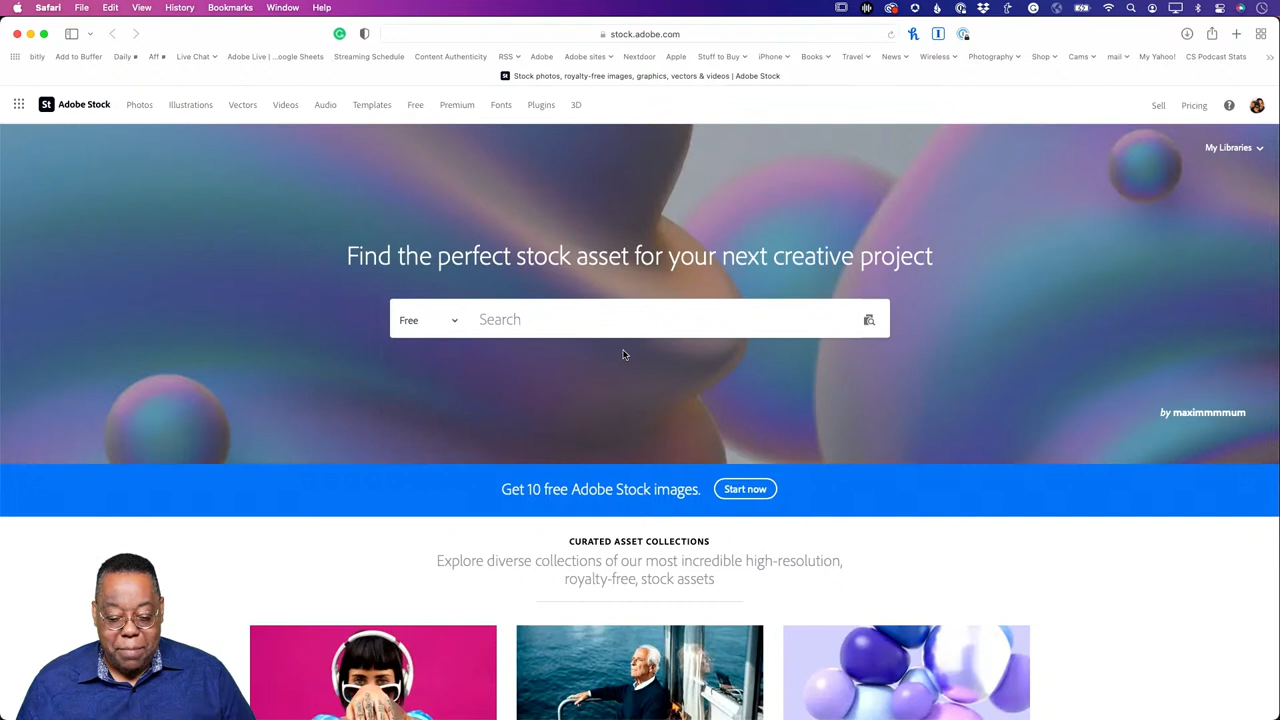 Safari File Edit View History Bookmarks Window Help
stock.adobe.com
bitly Add to Buffer Daily Aff Live Chat Adobe Live | ...oogle Sheets Streaming Schedule Content Authenticity RSS Adobe Adobe sites Nextdoor Apple Stuff to Buy iPhone Books Travel News Wireless Photography Shop Cams mail My Yahoo! CS Podcast Stats
St Stock photos, royalty-free images, graphics, vectors & videos | Adobe Stock
St Adobe Stock Photos Illustrations Vectors Videos Audio Templates Free Premium Fonts Plugins 3D Sell Pricing ?
My Libraries
Find the perfect stock asset for your next creative project
Free Search
by maximmmmum
Get 10 free Adobe Stock images. Start now
CURATED ASSET COLLECTIONS
Explore diverse collections of our most incredible high-resolution,
royalty-free, stock assets